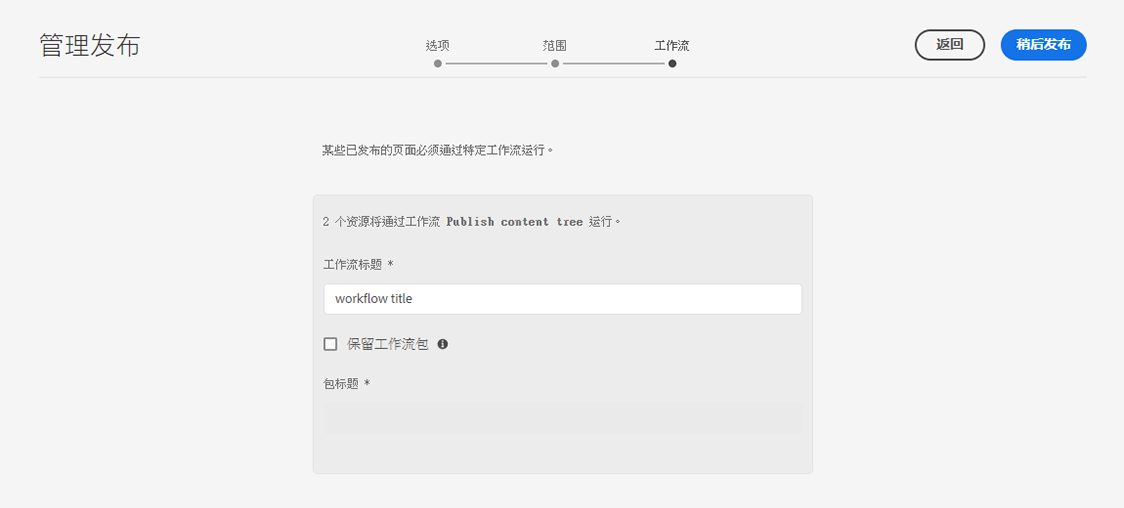 管理发布
选项
范围
工作流
返回
稍后发布
某些已发布的页面必须通过特定工作流运行。
2 个资源将通过工作流 Publish content tree 运行。
工作流标题 *
workflow title
保留工作流包
包标题 *